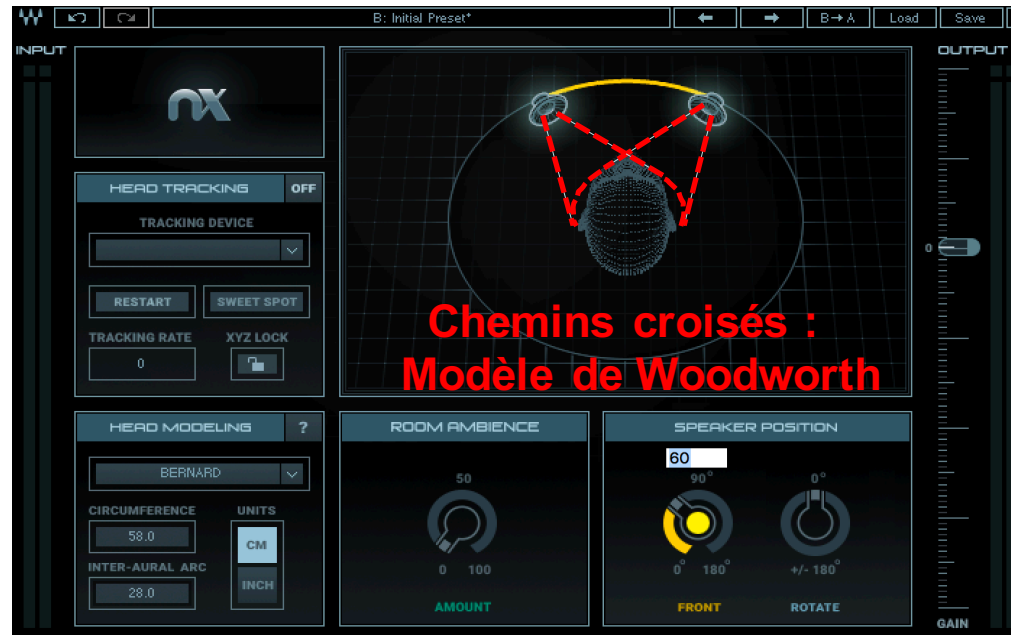 B: Initial Preset*
B→A
Load
Save
INPUT
OUTPUT
nx
HEAD TRACKING
OFF
TRACKING DEVICE
RESTART
SWEET SPOT
TRACKING RATE
XYZ LOCK
0
0
Chemins croisés :
Modèle de Woodworth
HEAD MODELING
?
BERNARD
CIRCUMFERENCE
UNITS
58.0
CM
INTER-AURAL ARC
28.0
INCH
ROOM AMBIENCE
50
0
100
AMOUNT
SPEAKER POSITION
60
90°
0°
0°
180°
+/- 180°
FRONT
ROTATE
GAIN